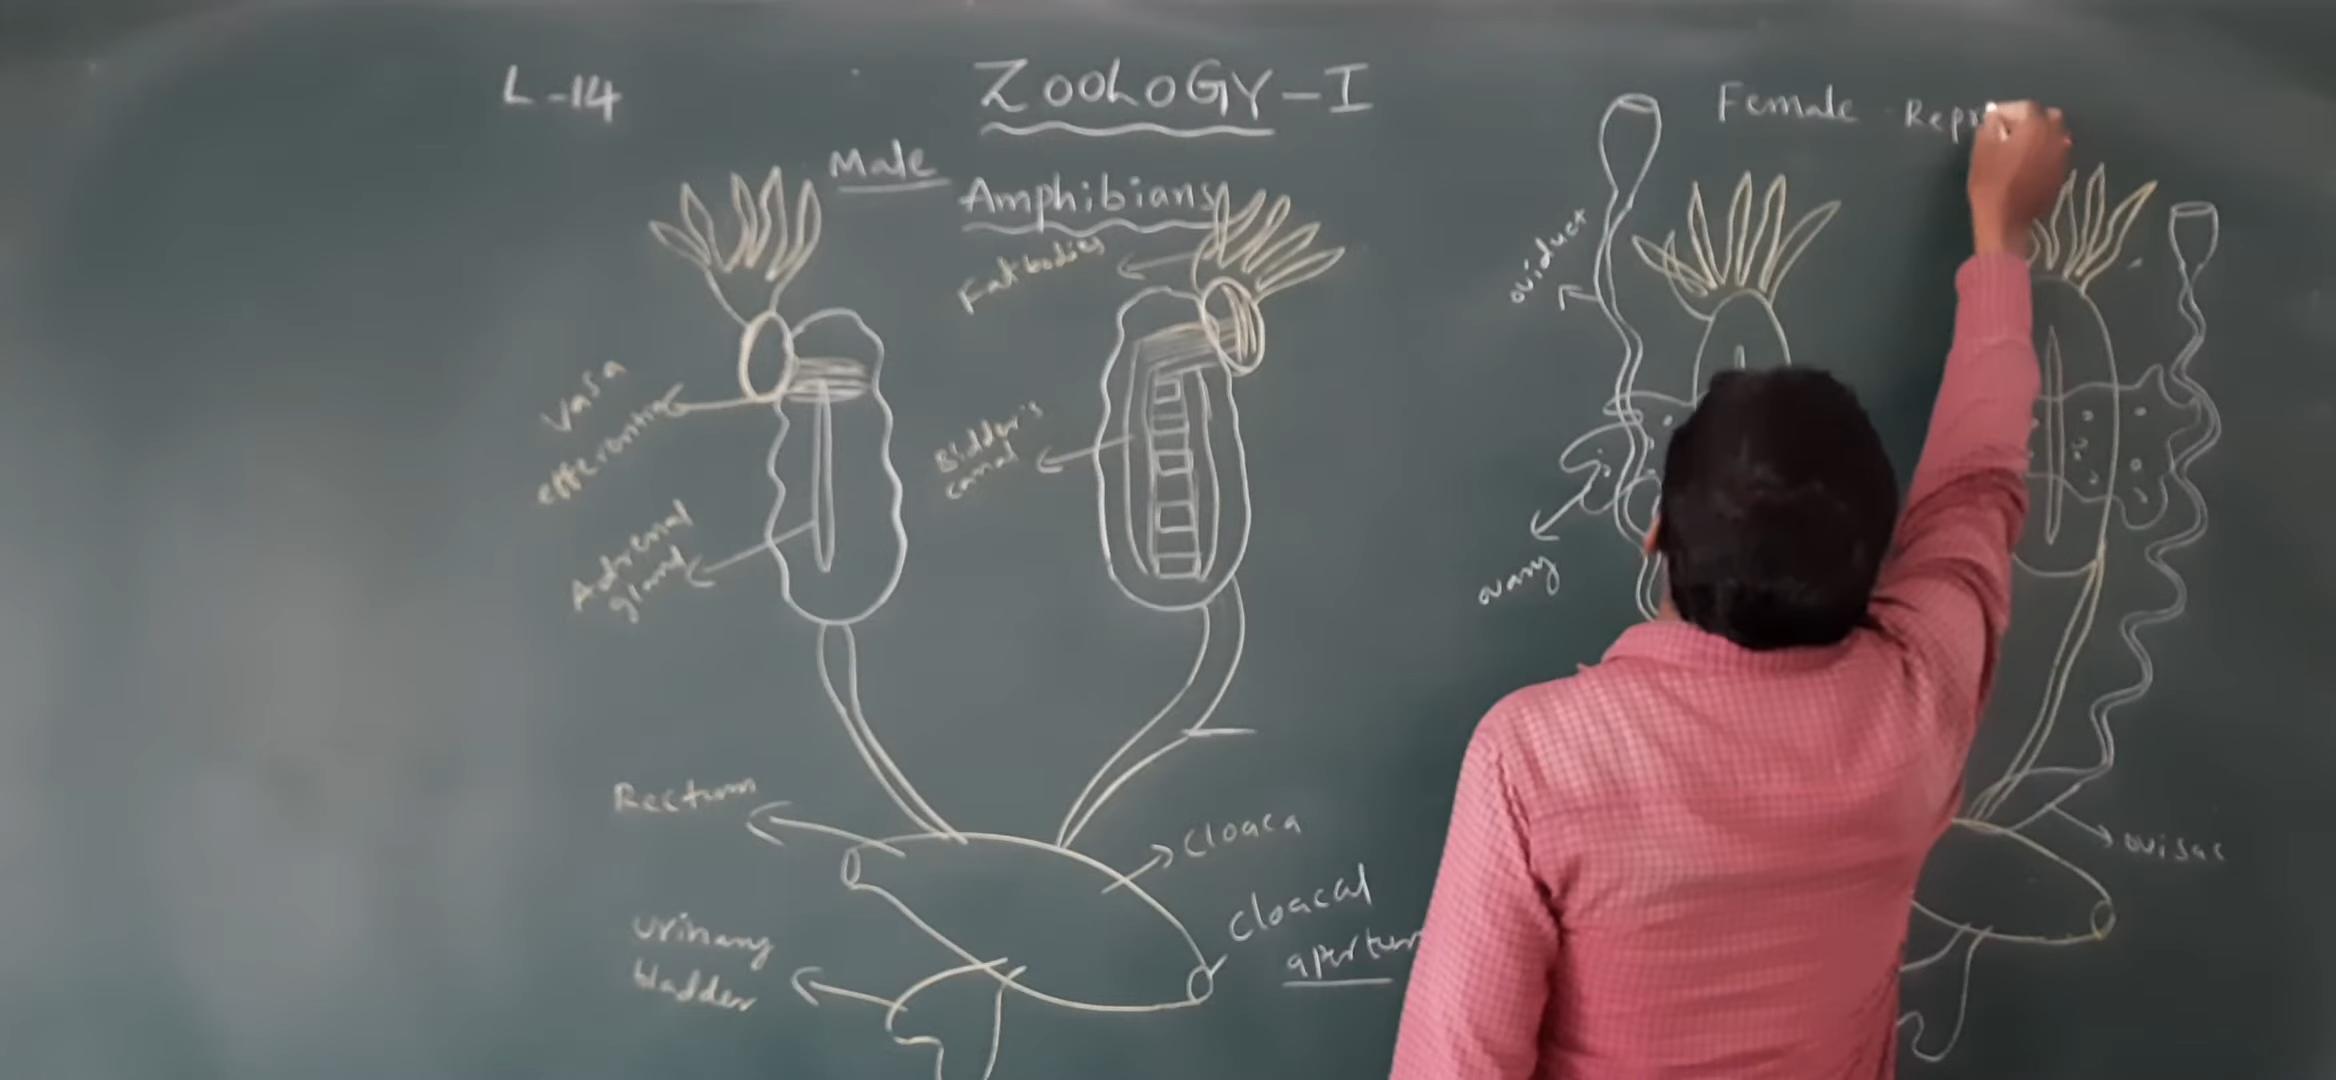 L-14
ZOOLOGY-I
Male
Amphibians
Female Repr
Fat bodies
oviduct
Vasa
efferentia
Bidder's
canal
Adrenal
gland
ovary
Rectum
Cloaca
ovisac
Cloacal
urinary
bladder